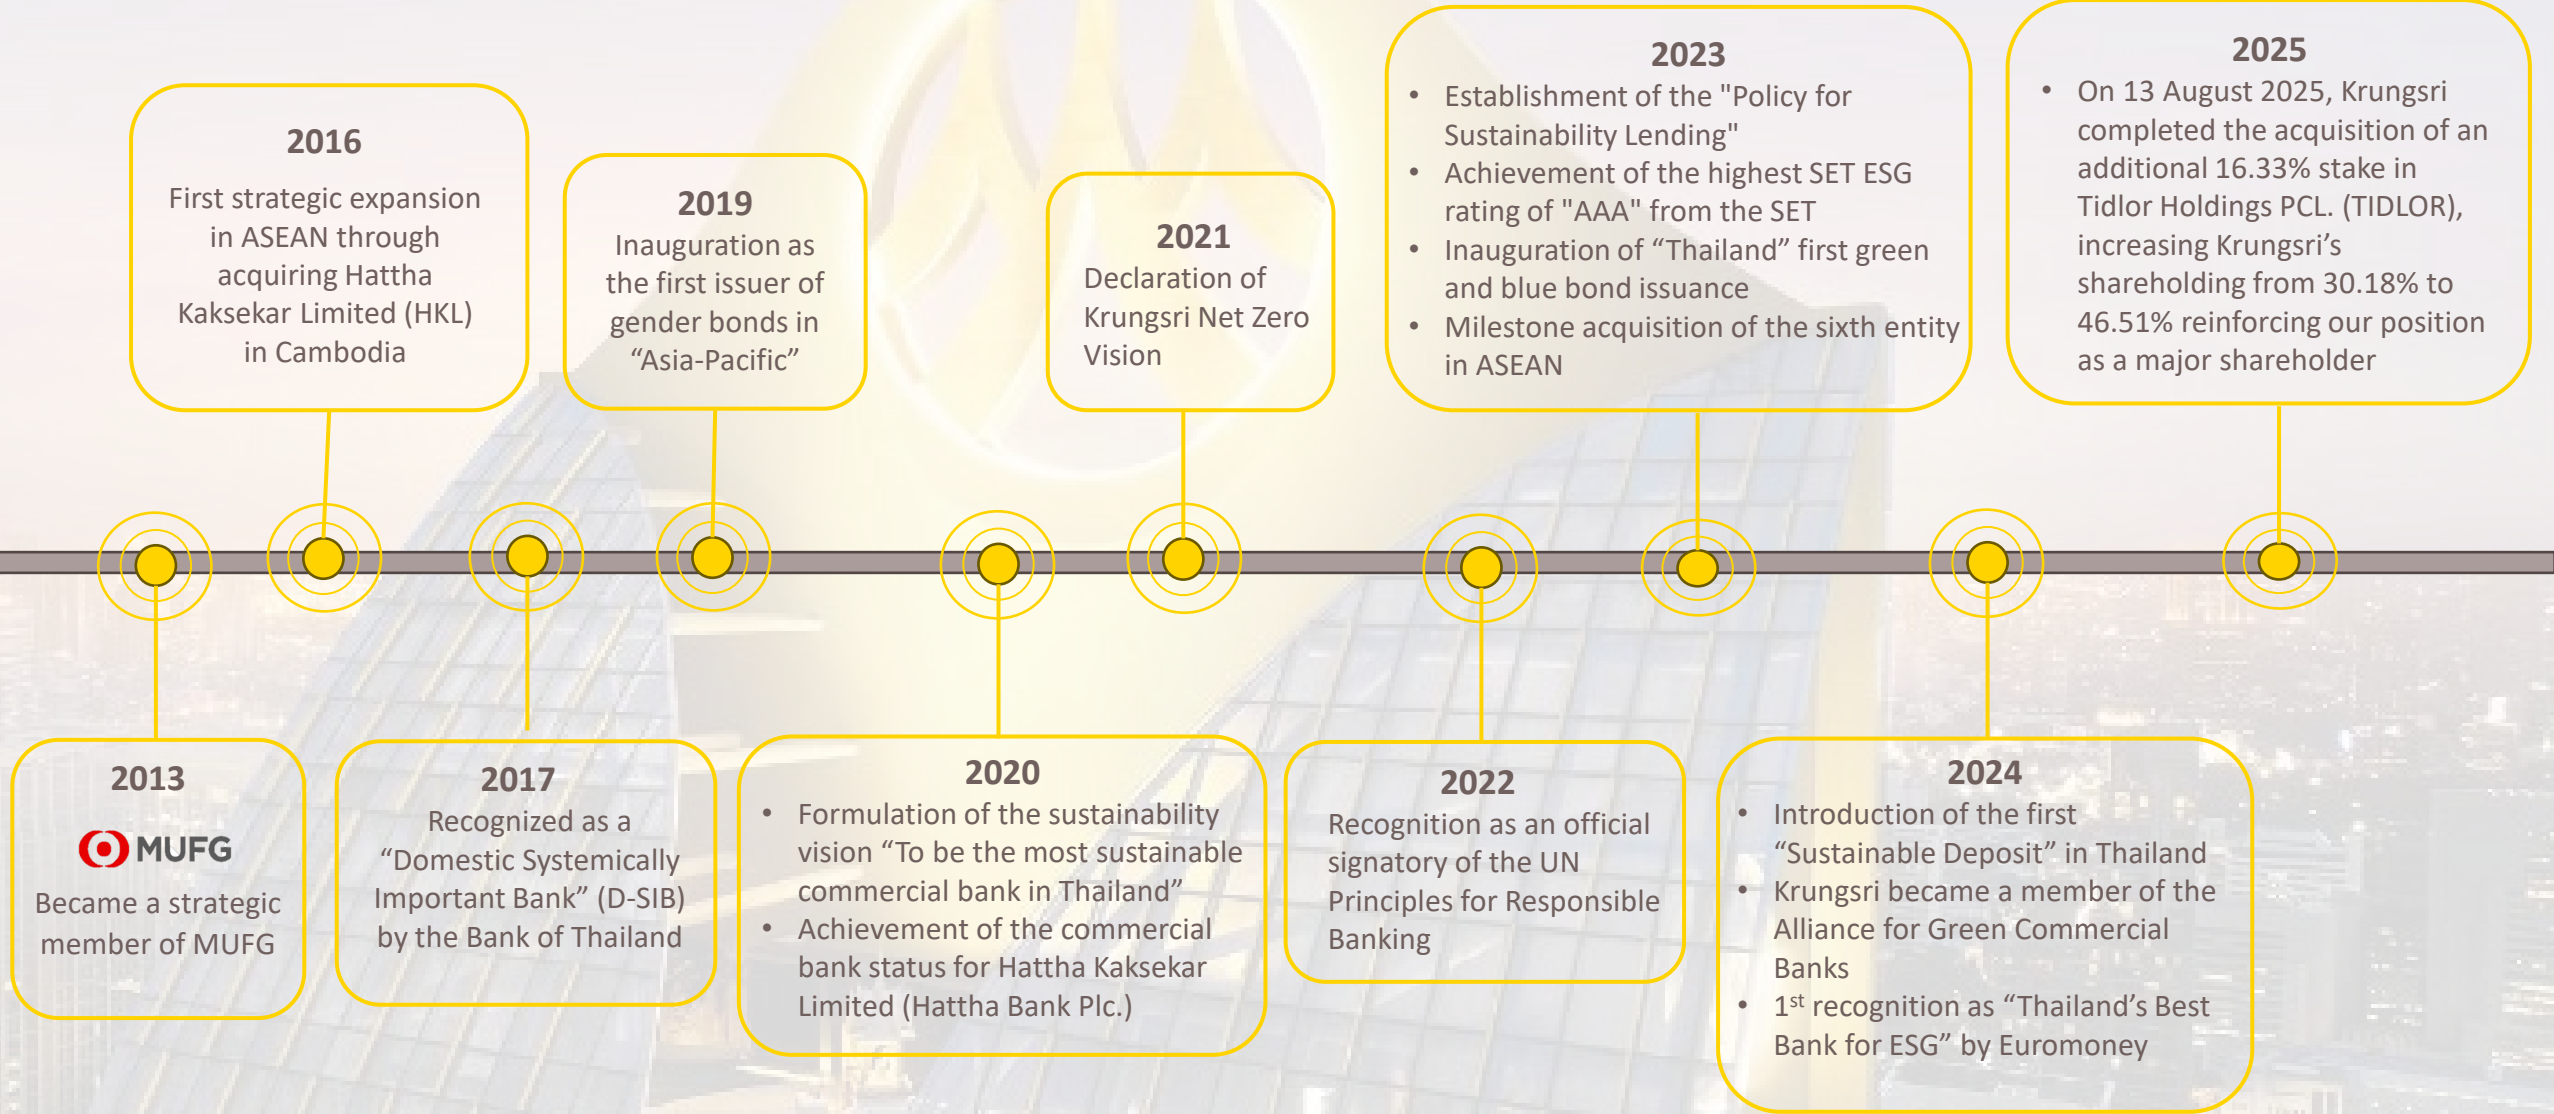 2013
MUFG
Became a strategic
member of MUFG
2016
First strategic expansion
in ASEAN through
acquiring Hattha
Kaksekar Limited (HKL)
in Cambodia
2017
Recognized as a
“Domestic Systemically
Important Bank” (D-SIB)
by the Bank of Thailand
2019
Inauguration as
the first issuer of
gender bonds in
“Asia-Pacific”
2020
• Formulation of the sustainability
vision “To be the most sustainable
commercial bank in Thailand”
• Achievement of the commercial
bank status for Hattha Kaksekar
Limited (Hattha Bank Plc.)
2021
Declaration of
Krungsri Net Zero
Vision
2022
Recognition as an official
signatory of the UN
Principles for Responsible
Banking
2023
• Establishment of the "Policy for
Sustainability Lending"
• Achievement of the highest SET ESG
rating of "AAA" from the SET
• Inauguration of “Thailand” first green
and blue bond issuance
• Milestone acquisition of the sixth entity
in ASEAN
2024
• Introduction of the first
“Sustainable Deposit” in Thailand
• Krungsri became a member of the
Alliance for Green Commercial
Banks
• 1st recognition as “Thailand’s Best
Bank for ESG” by Euromoney
2025
• On 13 August 2025, Krungsri
completed the acquisition of an
additional 16.33% stake in
Tidlor Holdings PCL. (TIDLOR),
increasing Krungsri’s
shareholding from 30.18% to
46.51% reinforcing our position
as a major shareholder